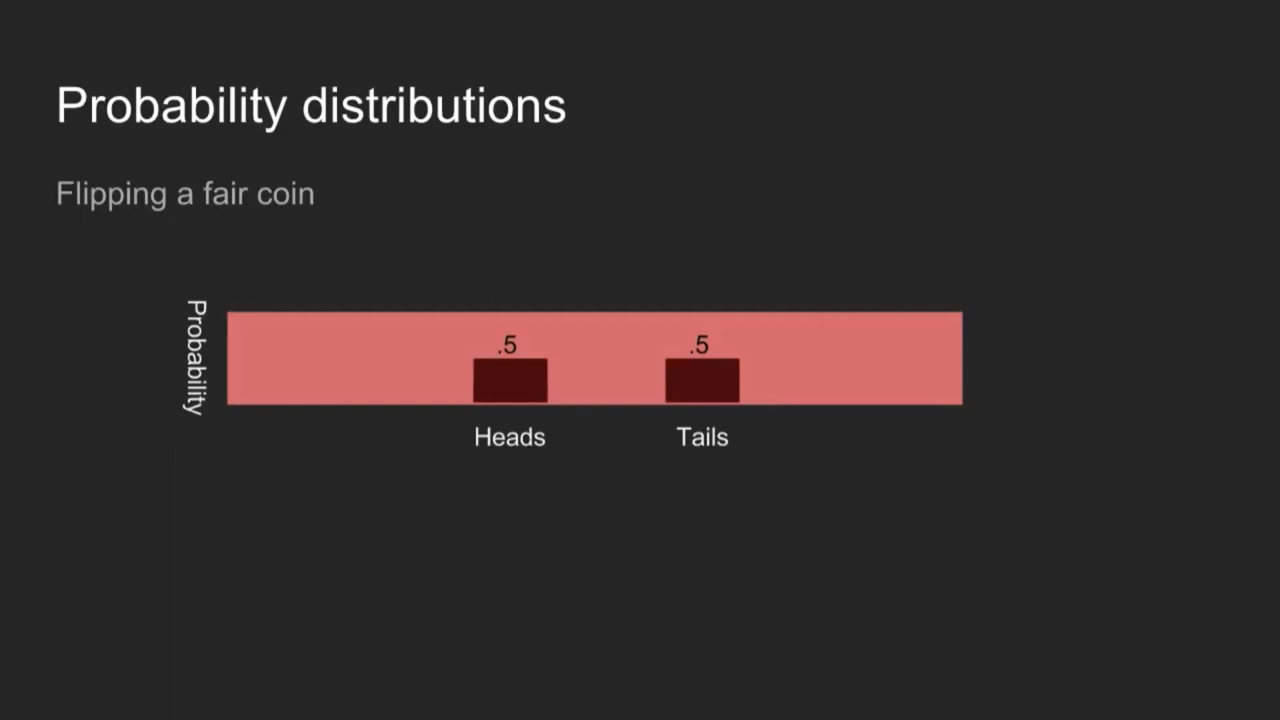 Probability distributions
Flipping a fair coin
Probability
.5 .5
Heads Tails